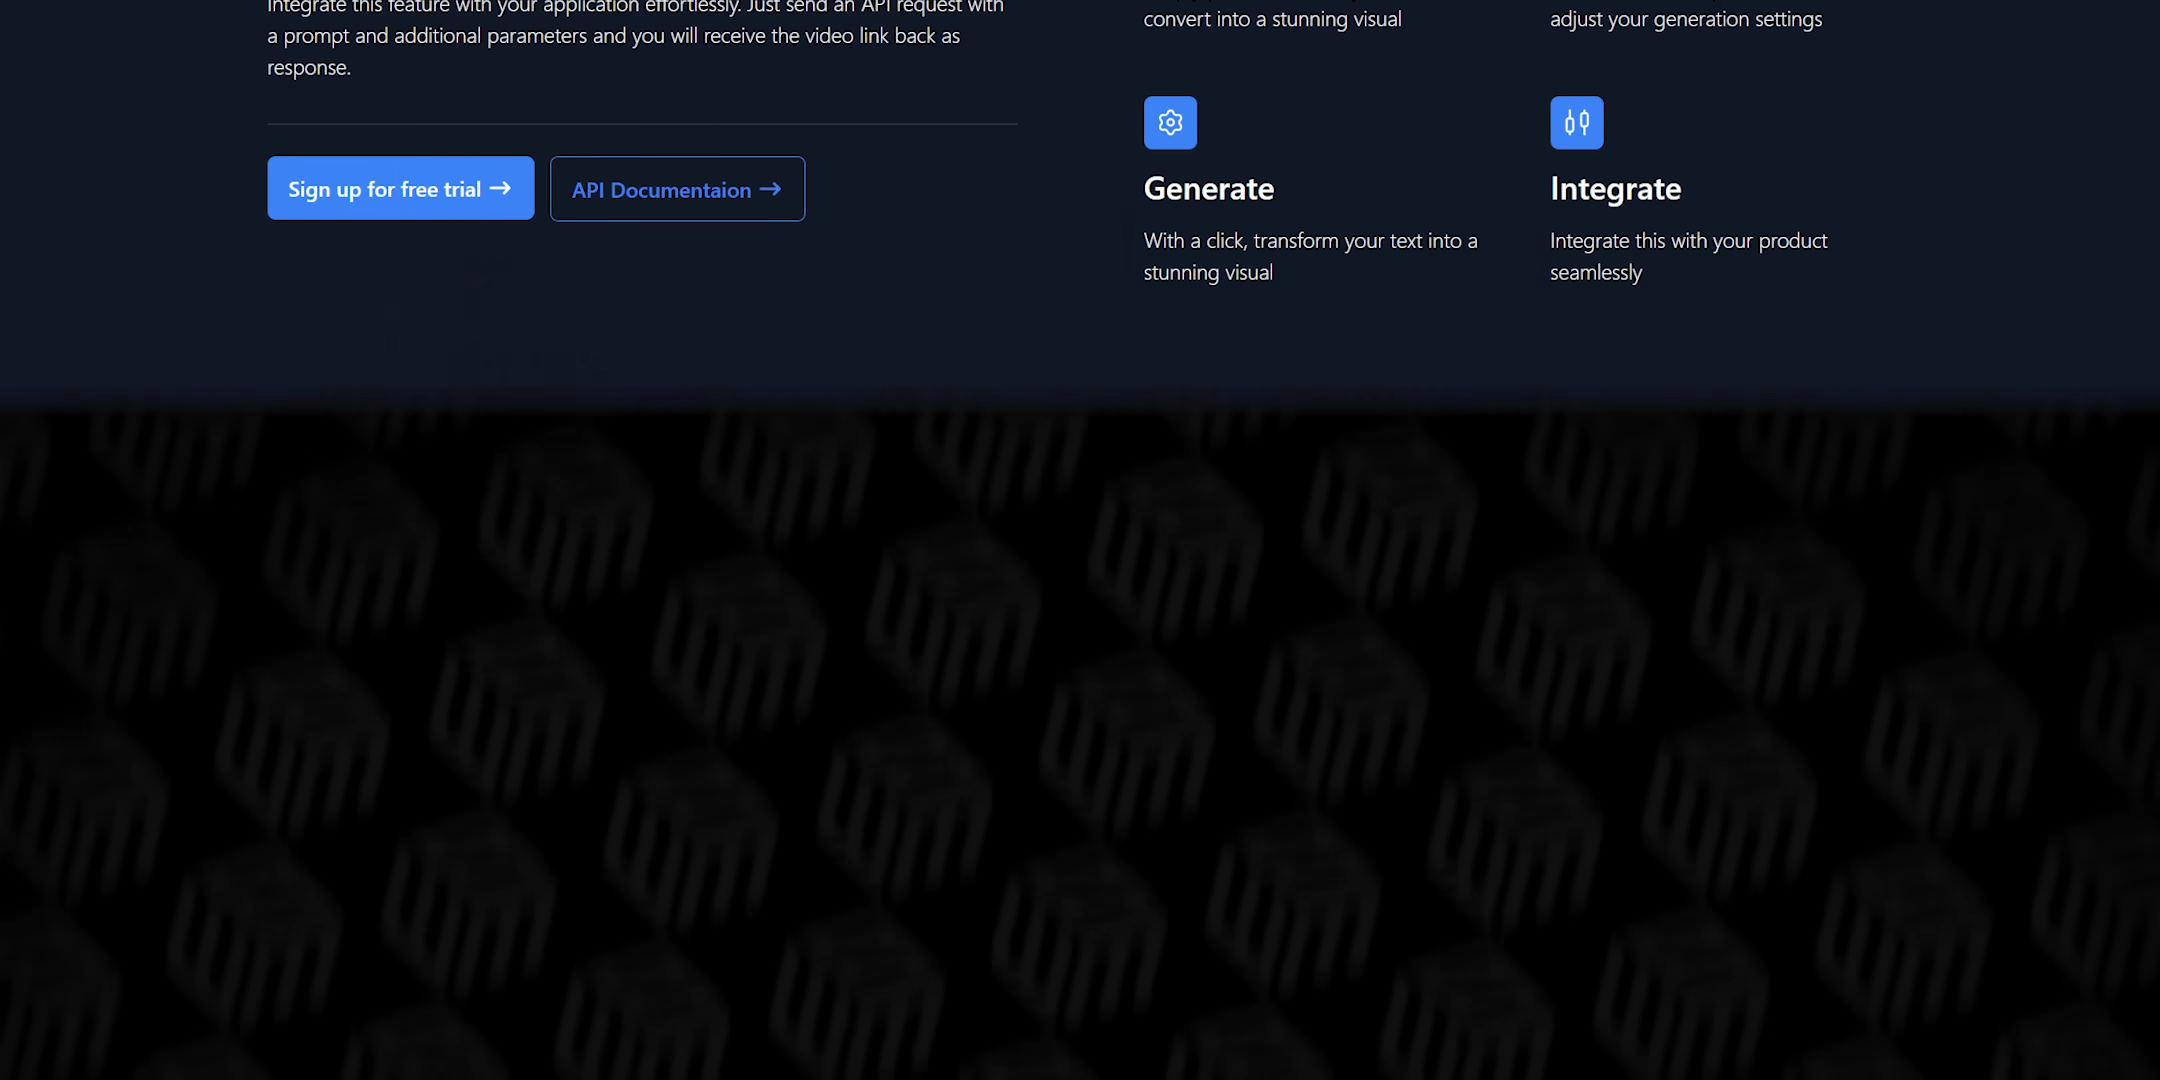 Integrate this feature with your application effortlessly. Just send an API request with
a prompt and additional parameters and you will receive the video link back as
response.
Sign up for free trial →
API Documentaion →
convert into a stunning visual
adjust your generation settings
Generate
With a click, transform your text into a
stunning visual
Integrate
Integrate this with your product
seamlessly